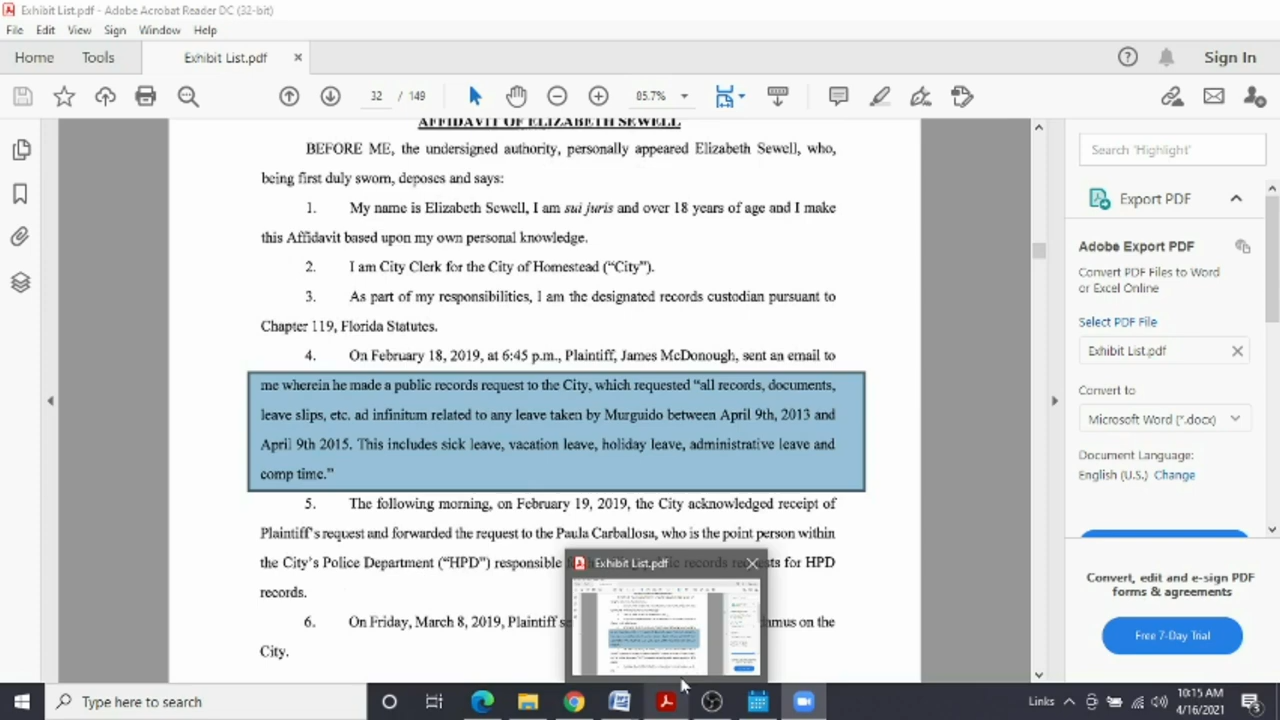 Exhibit List.pdf - Adobe Acrobat Reader DC (32-bit)
File Edit View Sign Window Help
Home Tools Exhibit List.pdf Sign In
32 / 149 85.7%
AFFIDAVIT OF ELIZABETH SEWELL
BEFORE ME, the undersigned authority, personally appeared Elizabeth Sewell, who,
being first duly sworn, deposes and says:
1. My name is Elizabeth Sewell, I am sui juris and over 18 years of age and I make
this Affidavit based upon my own personal knowledge.
2. I am City Clerk for the City of Homestead ("City").
3. As part of my responsibilities, I am the designated records custodian pursuant to
Chapter 119, Florida Statutes.
4. On February 18, 2019, at 6:45 p.m., Plaintiff, James McDonough, sent an email to
me wherein he made a public records request to the City, which requested "all records, documents,
leave slips, etc. ad infinitum related to any leave taken by Murguido between April 9th, 2013 and
April 9th 2015. This includes sick leave, vacation leave, holiday leave, administrative leave and
comp time."
5. The following morning, on February 19, 2019, the City acknowledged receipt of
Plaintiff's request and forwarded the request to the Paula Carballosa, who is the point person within
the City's Police Department ("HPD") responsible for HPD
records.
6. On Friday, March 8, 2019, Plaintiff on the
City.
Exhibit List.pdf
Search 'Highlight'
Export PDF
Adobe Export PDF
Convert PDF Files to Word
or Excel Online
Select PDF File
Exhibit List.pdf
Convert to
Microsoft Word (*.docx)
Document Language:
English (U.S.) Change
Convert, edit and e-sign PDF
forms & agreements
Free 7-Day Trial
Type here to search
Links
10:15 AM
4/16/2021
3